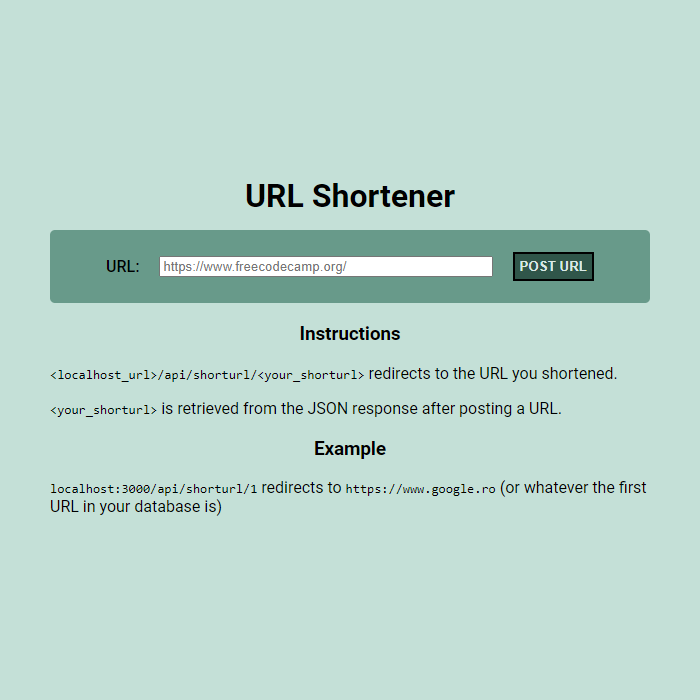 URL Shortener
URL: https://www.freecodecamp.org/ POST URL
Instructions
<localhost_url>/api/shorturl/<your_shorturl> redirects to the URL you shortened.
<your_shorturl> is retrieved from the JSON response after posting a URL.
Example
localhost:3000/api/shorturl/1 redirects to https://www.google.ro (or whatever the first
URL in your database is)